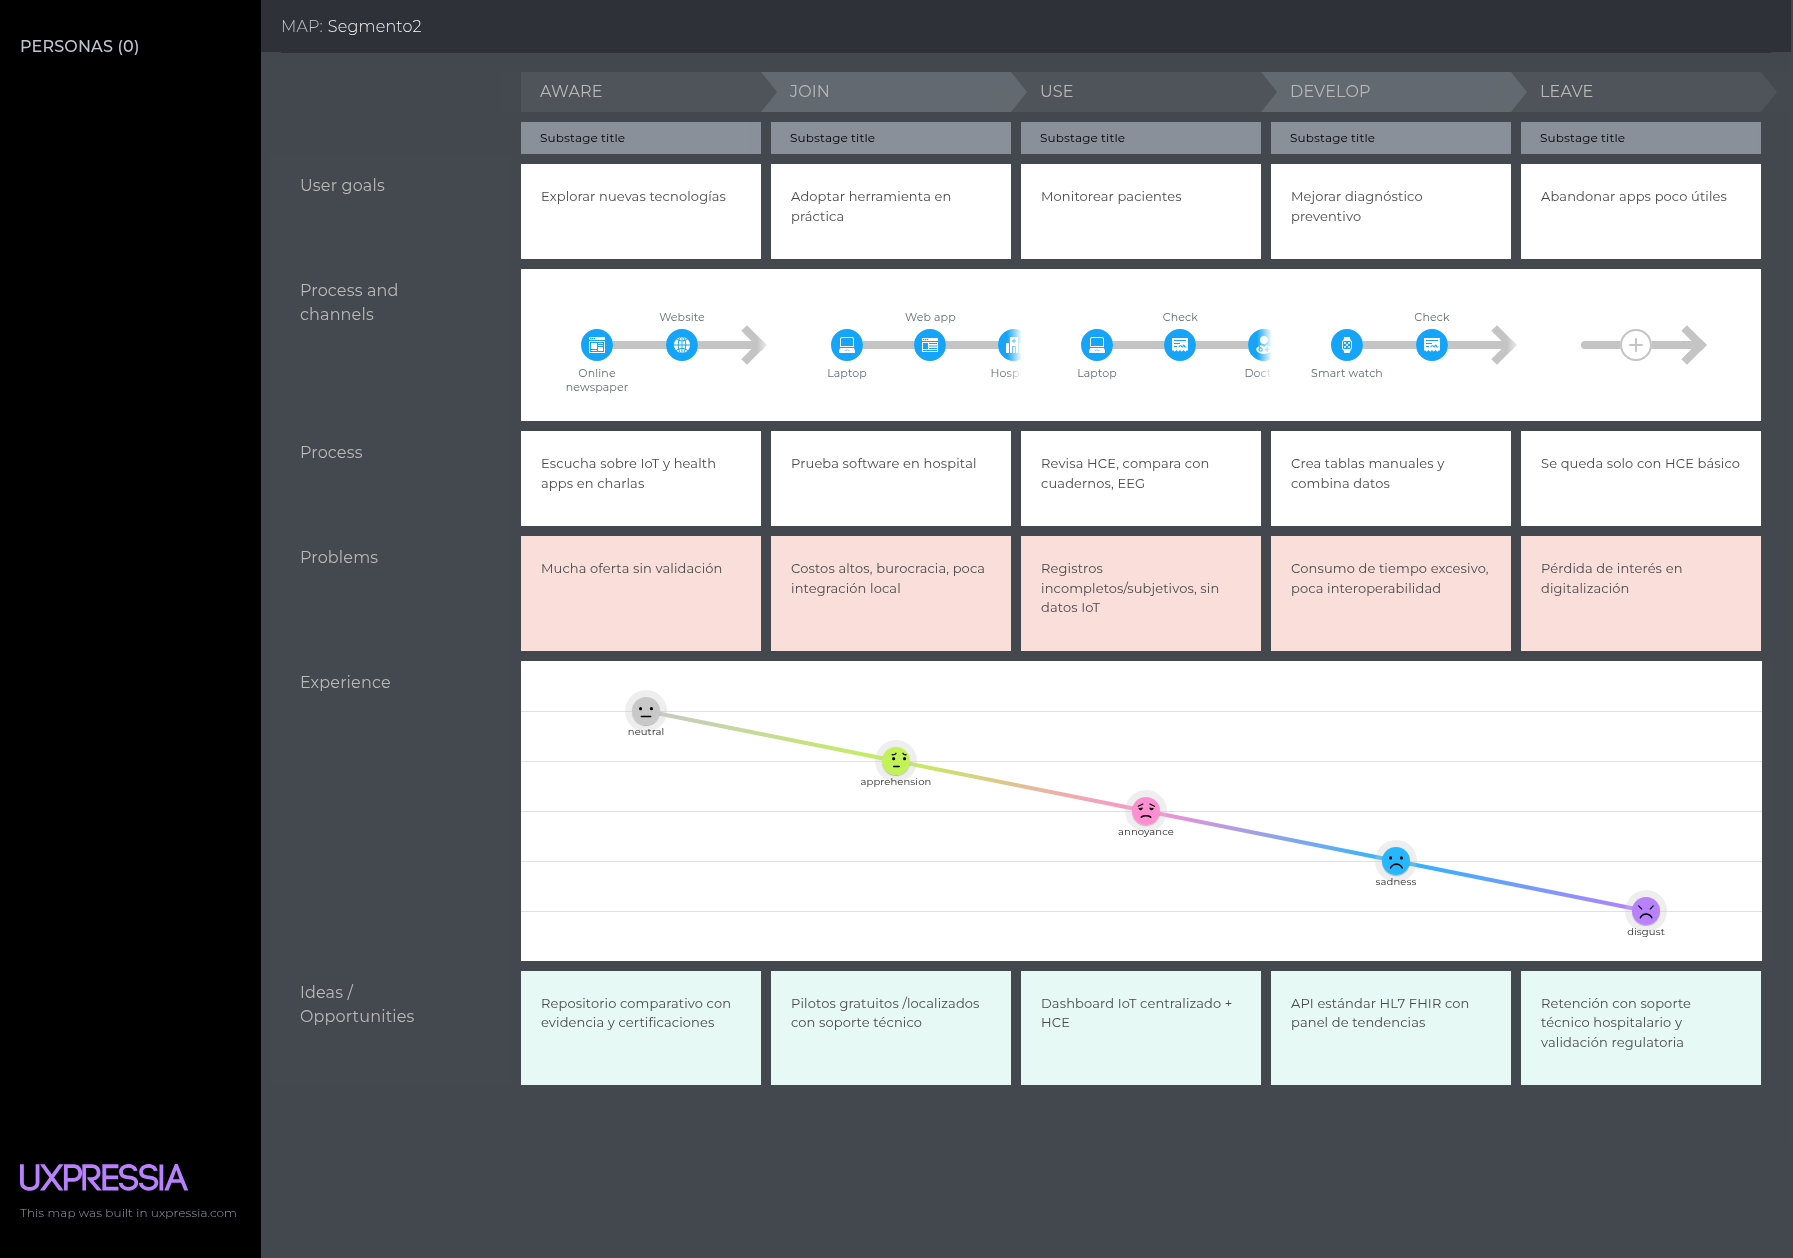 PERSONAS (0)
MAP: Segmento2
AWARE
JOIN
USE
DEVELOP
LEAVE
Substage title
Substage title
Substage title
Substage title
Substage title
User goals
Explorar nuevas tecnologías
Adoptar herramienta en
práctica
Monitorear pacientes
Mejorar diagnóstico
preventivo
Abandonar apps poco útiles
Process and
channels
Online
newspaper
Website
Laptop
Web app
Hosp
Laptop
Check
Doct
Smart watch
Check
Process
Escucha sobre IoT y health
apps en charlas
Prueba software en hospital
Revisa HCE, compara con
cuadernos, EEG
Crea tablas manuales y
combina datos
Se queda solo con HCE básico
Problems
Mucha oferta sin validación
Costos altos, burocracia, poca
integración local
Registros
incompletos/subjetivos, sin
datos IoT
Consumo de tiempo excesivo,
poca interoperabilidad
Pérdida de interés en
digitalización
Experience
neutral
apprehension
annoyance
sadness
disgust
Ideas /
Opportunities
Repositorio comparativo con
evidencia y certificaciones
Pilotos gratuitos /localizados
con soporte técnico
Dashboard IoT centralizado +
HCE
API estándar HL7 FHIR con
panel de tendencias
Retención con soporte
técnico hospitalario y
validación regulatoria
UXPRESSIA
This map was built in uxpressia.com